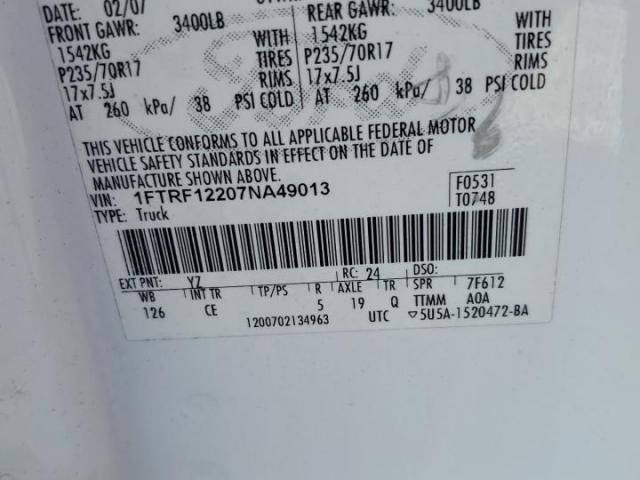 DATE: 02/07
FRONT GAWR: 3400LB REAR GAWR: 3400LB
1542KG WITH 1542KG WITH
P235/70R17 TIRES P235/70R17 TIRES
17x7.5J RIMS 17x7.5J RIMS
AT 260 kPa/ 38 PSI COLD AT 260 kPa/ 38 PSI COLD
THIS VEHICLE CONFORMS TO ALL APPLICABLE FEDERAL MOTOR
VEHICLE SAFETY STANDARDS IN EFFECT ON THE DATE OF
MANUFACTURE SHOWN ABOVE.
VIN: 1FTRF12207NA49013 F0531
TYPE: Truck T0748
EXT PNT: YZ RC: 24 DSO:
WB INT TR TP/PS R AXLE TR SPR 7F612
126 CE 5 19 Q TTMM A0A
1200702134963 UTC ▽5U5A-1520472-BA